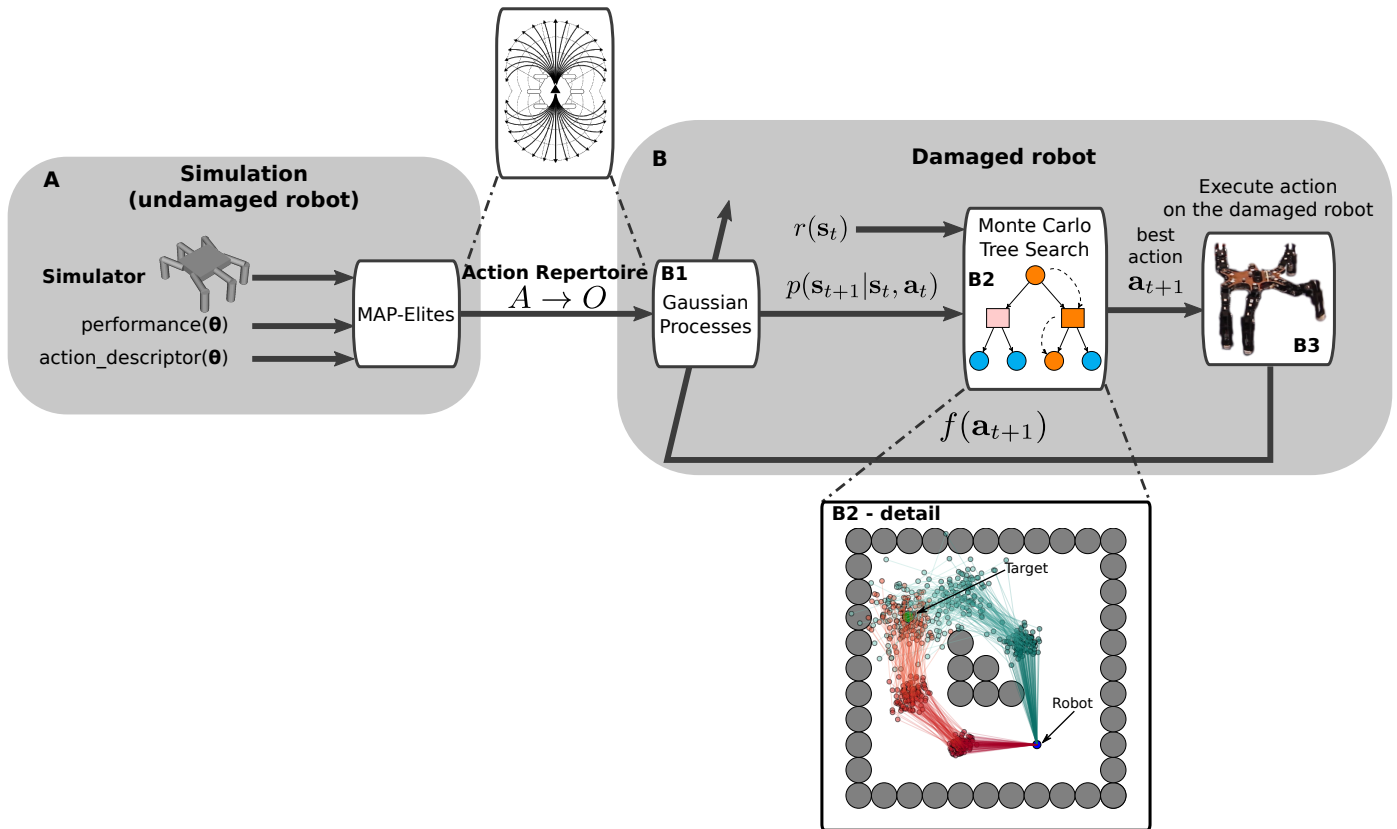 A
Simulation
(undamaged robot)
Simulator
performance(θ)
action_descriptor(θ)
MAP-Elites
Action Repertoire
A → O
B
Damaged robot
B1
Gaussian
Processes
r(s_t)
p(s_{t+1}|s_t, a_t)
Monte Carlo
Tree Search
B2
best
action
a_{t+1}
Execute action
on the damaged robot
B3
f(a_{t+1})
B2 - detail
Target
Robot